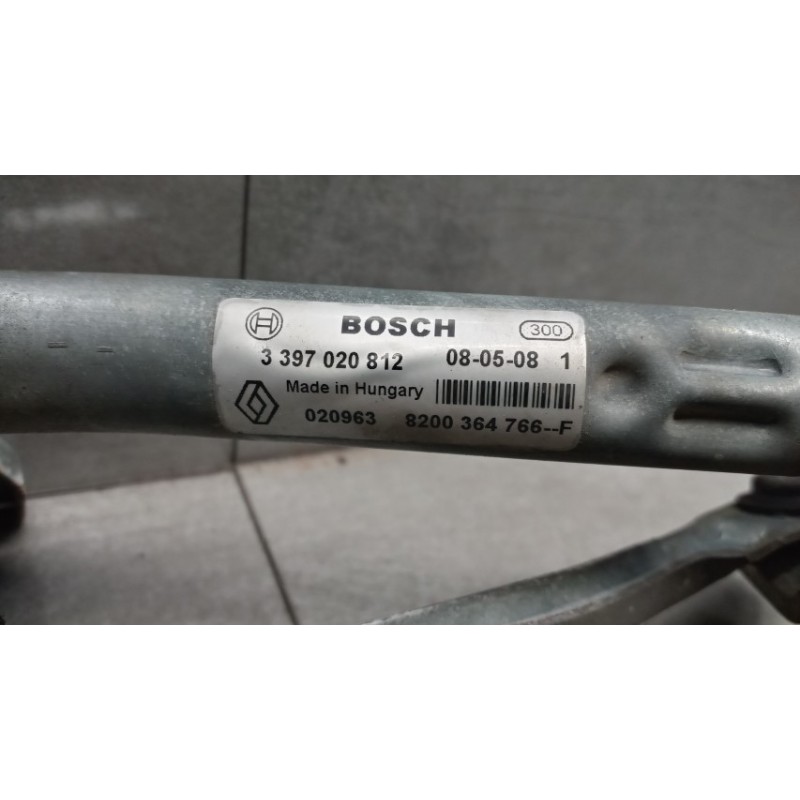 BOSCH 300
3 397 020 812 08-05-08 1
Made in Hungary
020963 8200 364 766--F